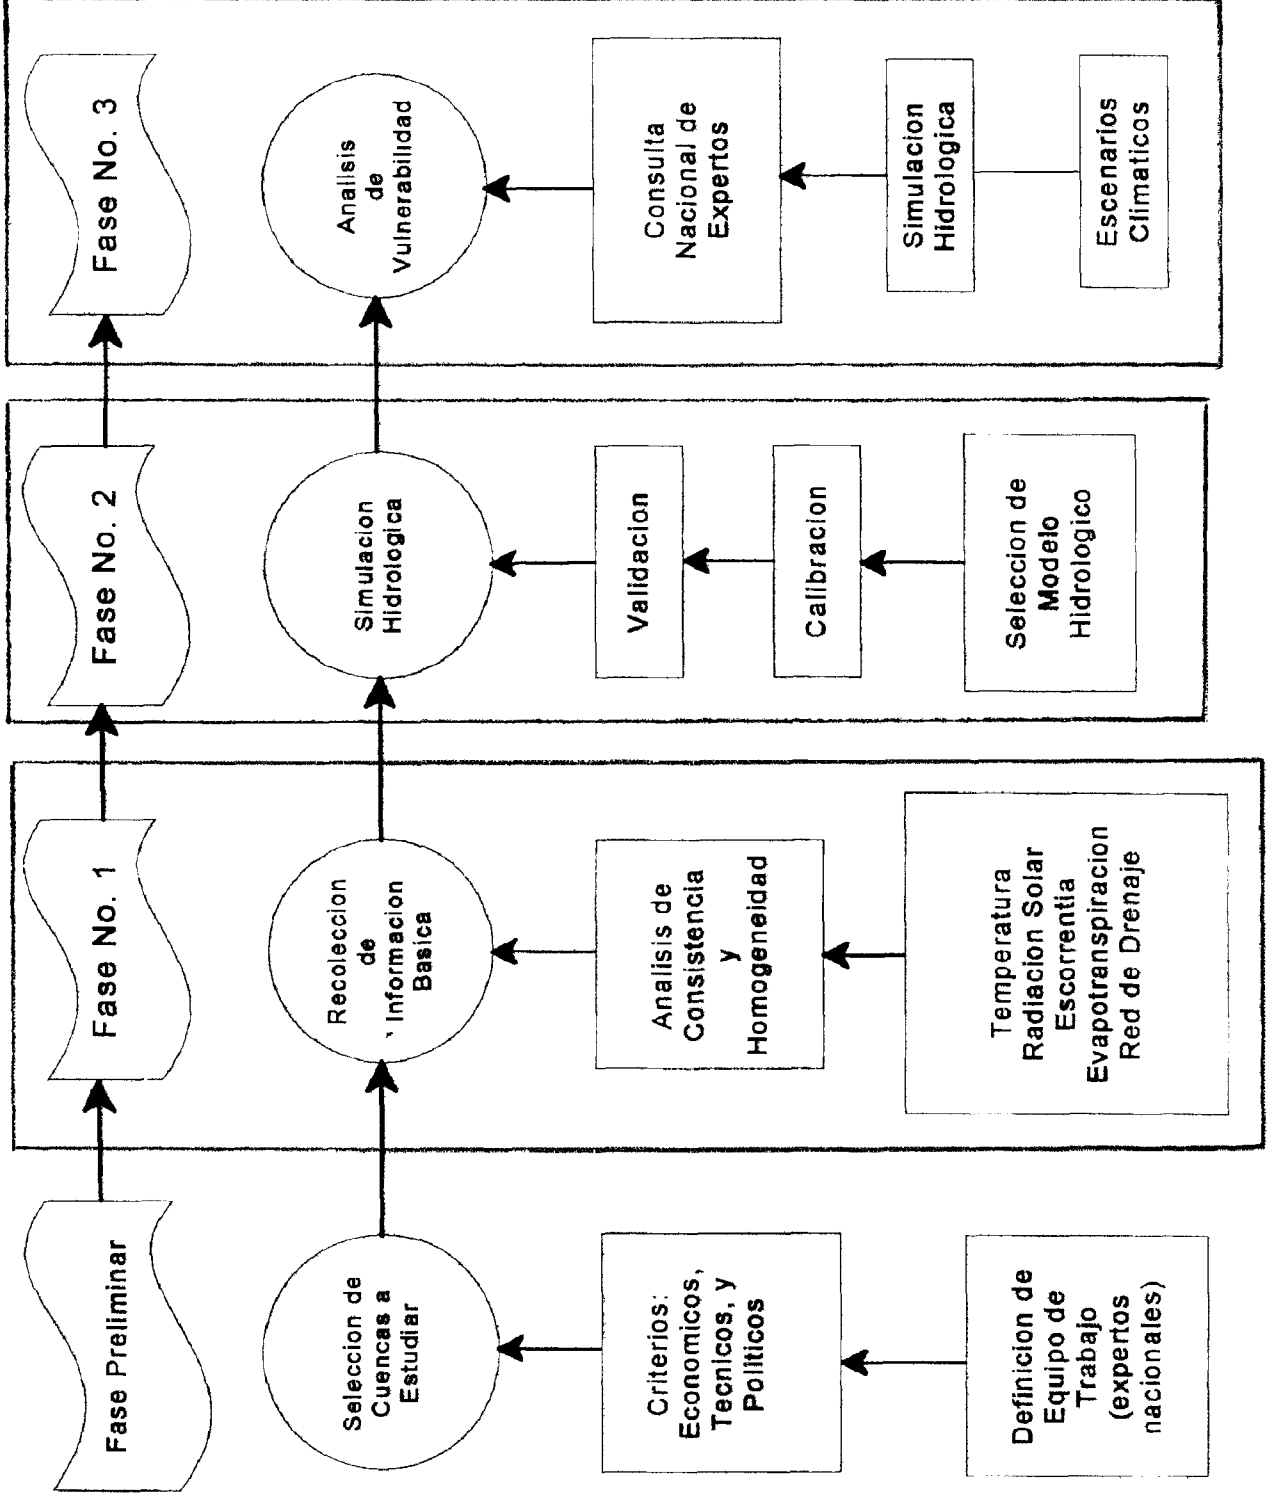 Fase Preliminar
Seleccion de
Cuencas a
Estudiar
Criterios:
Economicos,
Tecnicos, y
Políticos
Definicion de
Equipo de
Trabajo
(expertos
nacionales)
Fase No. 1
Recoleccion
de
Informacion
Basica
Analisis de
Consistencia
y
Homogeneidad
Temperatura
Radiacion Solar
Escorrentia
Evapotranspiracion
Red de Drenaje
Fase No. 2
Simulacion
Hidrologica
Validacion
Calibracion
Seleccion de
Modelo
Hidrologico
Fase No. 3
Analisis
de
Vulnerabilidad
Consulta
Nacional de
Expertos
Simulacion
Hidrologica
Escenarios
Climaticos